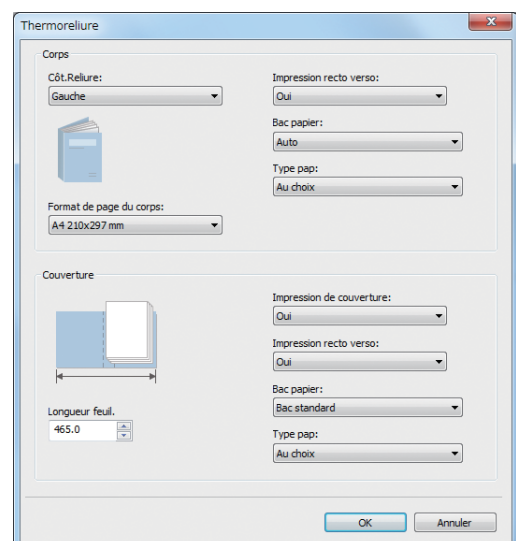 Thermoreliure
Corps
Côt.Reliure:
Gauche
Format de page du corps:
A4 210x297 mm
Impression recto verso:
Oui
Bac papier:
Auto
Type pap:
Au choix
Couverture
Longueur feuil.
465.0
Impression de couverture:
Oui
Impression recto verso:
Oui
Bac papier:
Bac standard
Type pap:
Au choix
OK
Annuler